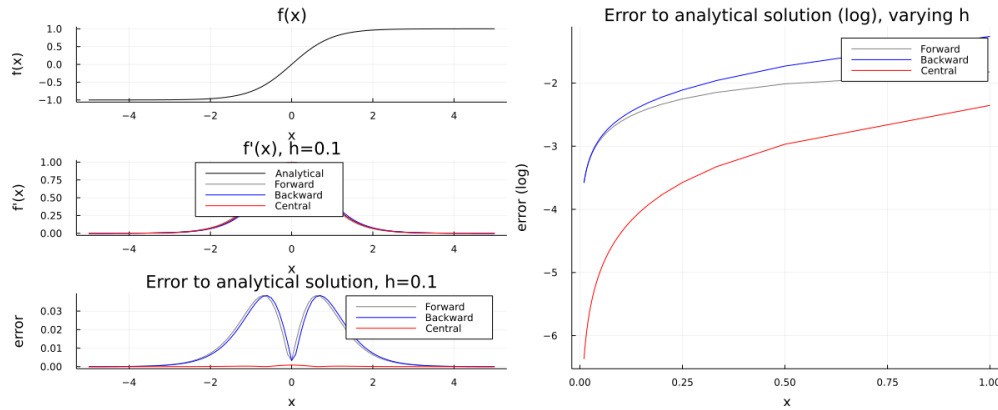 f(x)
f(x)
1.0
0.5
0.0
-0.5
-1.0
-4
-2
0
2
4
x
f'(x), h=0.1
f'(x)
1.00
0.75
0.50
0.25
0.00
Analytical
Forward
Backward
Central
-4
-2
0
2
4
x
Error to analytical solution, h=0.1
error
0.03
0.02
0.01
0.00
Forward
Backward
Central
-4
-2
0
2
4
x
Error to analytical solution (log), varying h
error (log)
-2
-3
-4
-5
-6
Forward
Backward
Central
0.00
0.25
0.50
0.75
1.00
x